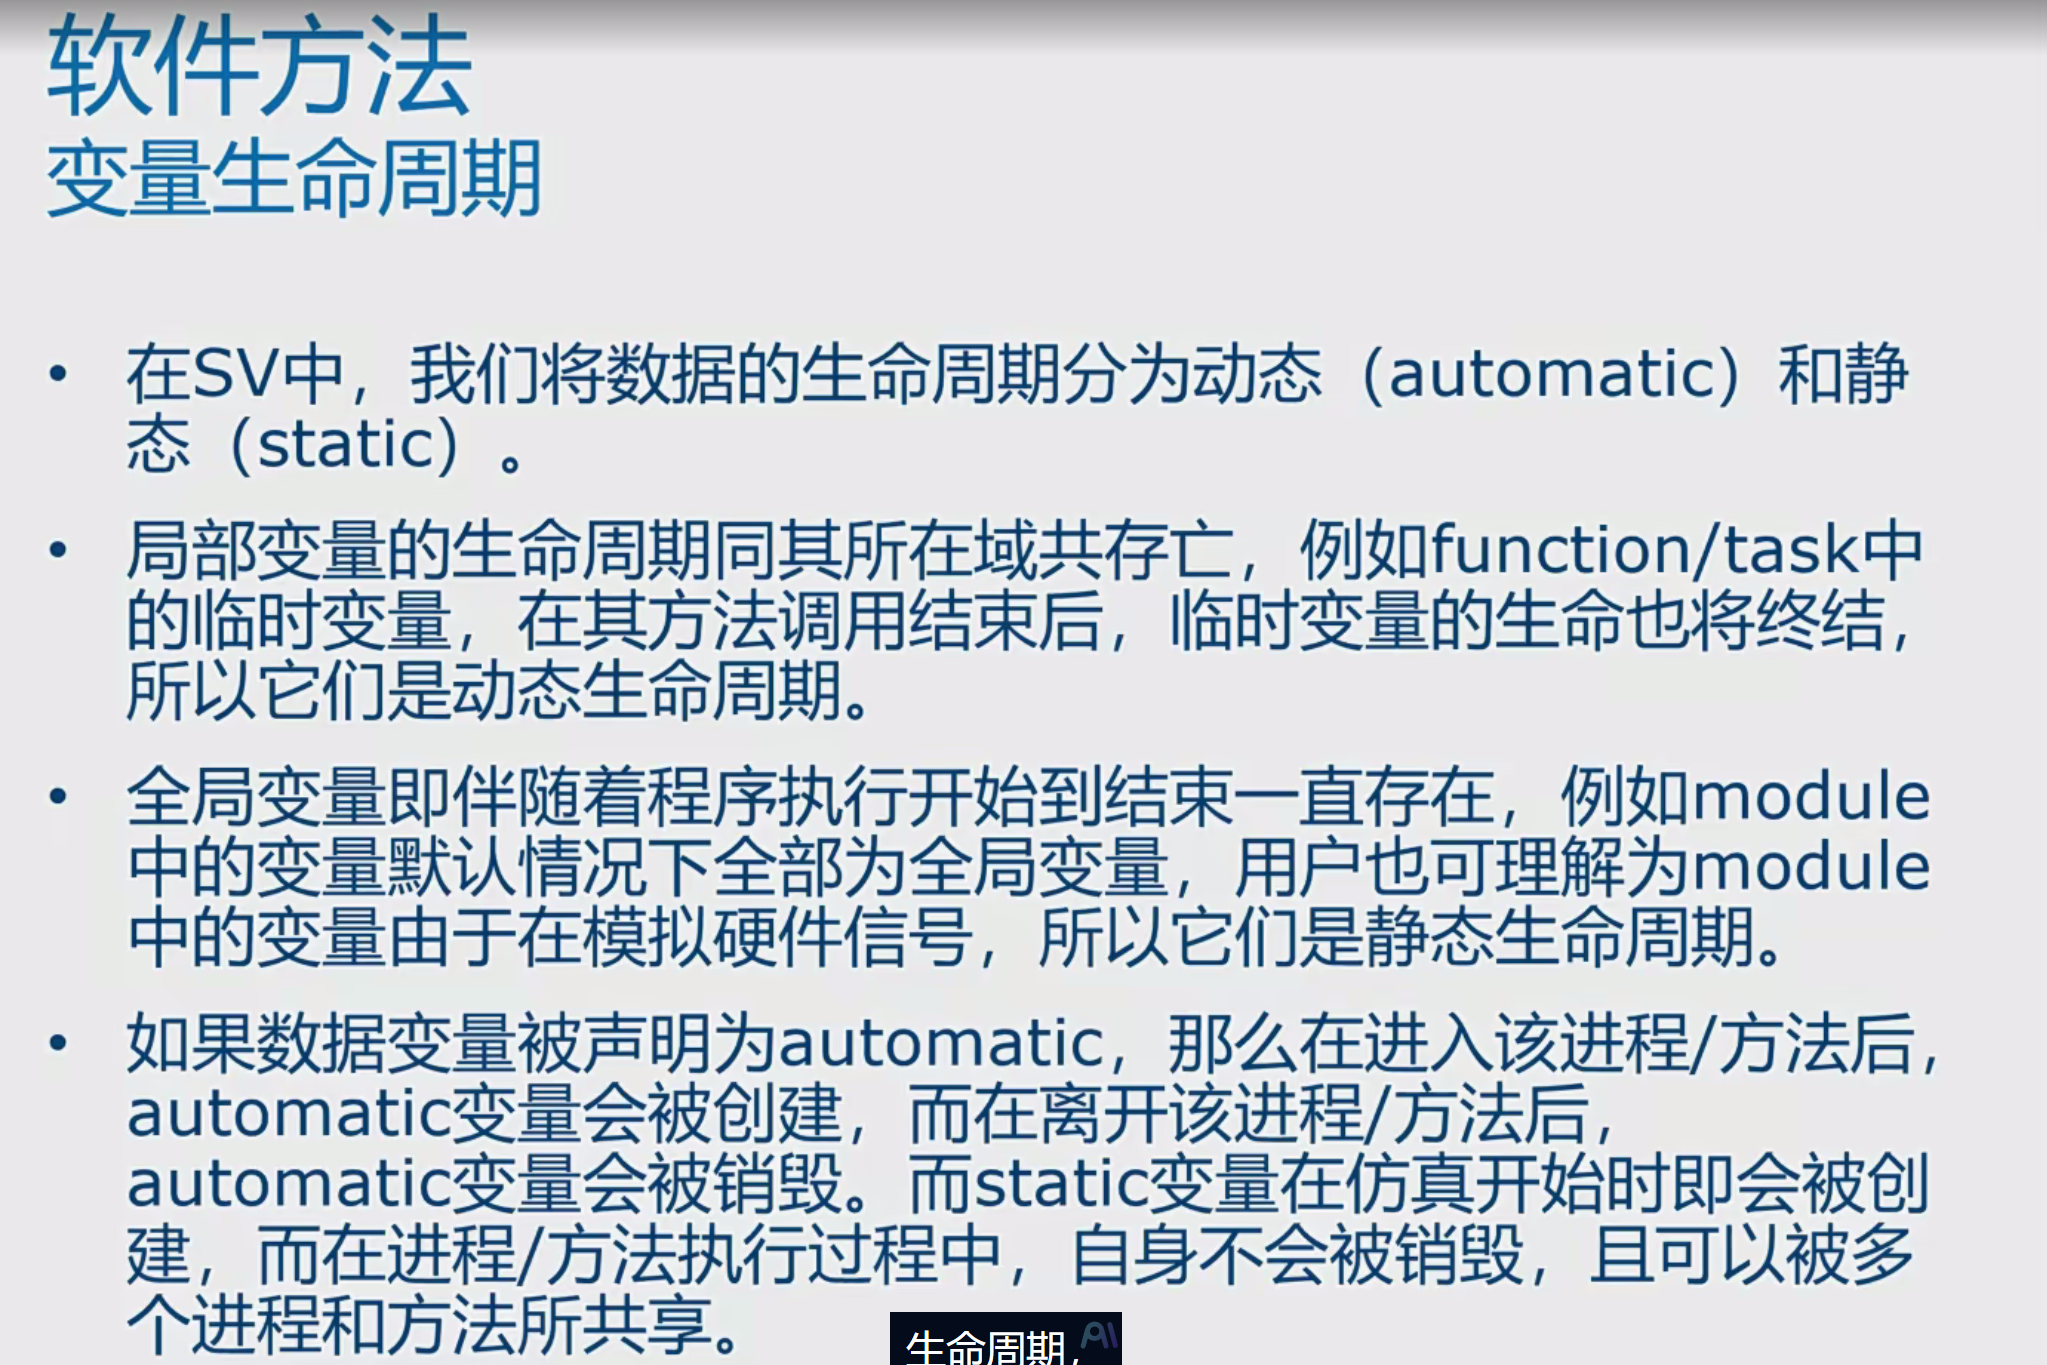 软件方法
变量生命周期
• 在SV中，我们将数据的生命周期分为动态（automatic）和静
态（static）。
• 局部变量的生命周期同其所在域共存亡，例如function/task中
的临时变量，在其方法调用结束后，临时变量的生命也将终结，
所以它们是动态生命周期。
• 全局变量即伴随着程序执行开始到结束一直存在，例如module
中的变量默认情况下全部为全局变量，用户也可理解为module
中的变量由于在模拟硬件信号，所以它们是静态生命周期。
• 如果数据变量被声明为automatic，那么在进入该进程/方法后，
automatic变量会被创建，而在离开该进程/方法后，
automatic变量会被销毁。而static变量在仿真开始时即会被创
建，而在进程/方法执行过程中，自身不会被销毁，且可以被多
个进程和方法所共享。
生命周期，
AI